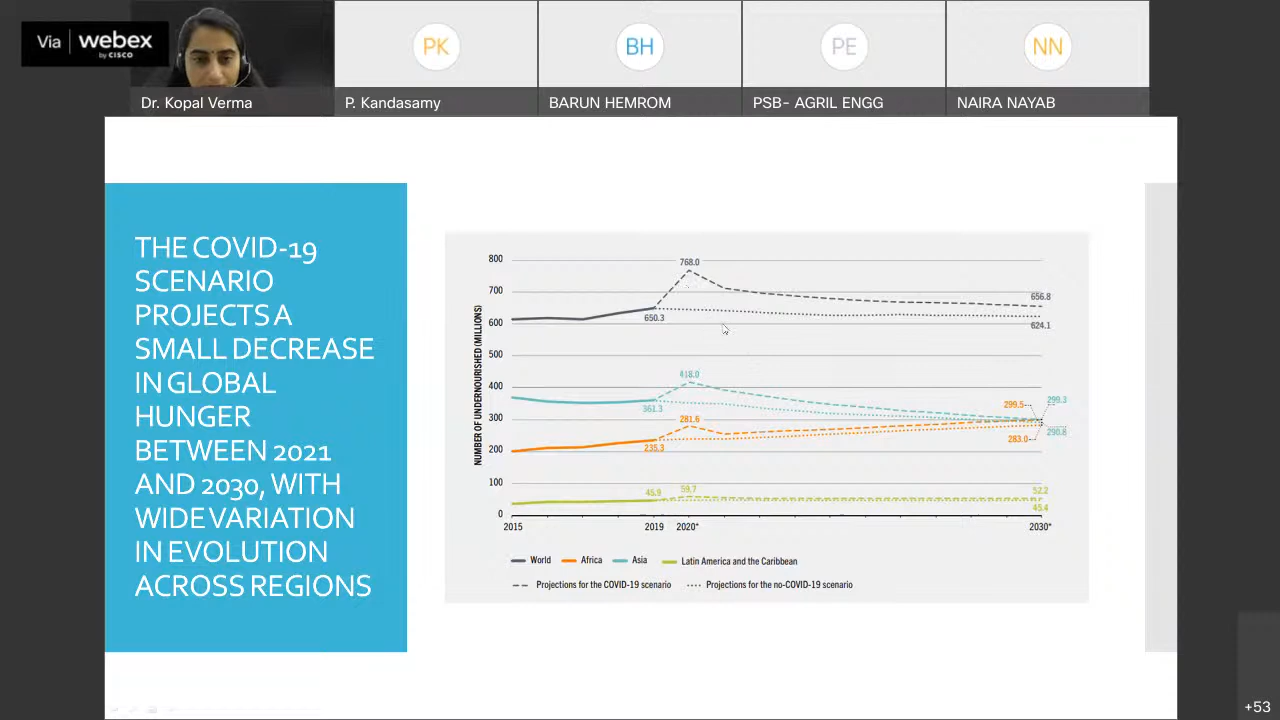 Via webex
by CISCO
PK
BH
PE
NN
Dr. Kopal Verma
P. Kandasamy
BARUN HEMROM
PSB- AGRIL ENGG
NAIRA NAYAB
THE COVID-19
SCENARIO
PROJECTS A
SMALL DECREASE
IN GLOBAL
HUNGER
BETWEEN 2021
AND 2030, WITH
WIDE VARIATION
IN EVOLUTION
ACROSS REGIONS
NUMBER OF UNDERNOURISHED (MILLIONS)
800
700
600
500
400
300
200
100
0
768.0
650.3
656.8
624.1
418.0
361.3
299.5
299.3
281.6
235.3
283.0
290.8
59.7
52.2
45.4
2015
2019
2020*
2030*
World
Africa
Asia
Latin America and the Caribbean
Projections for the COVID-19 scenario
Projections for the no-COVID-19 scenario
+53